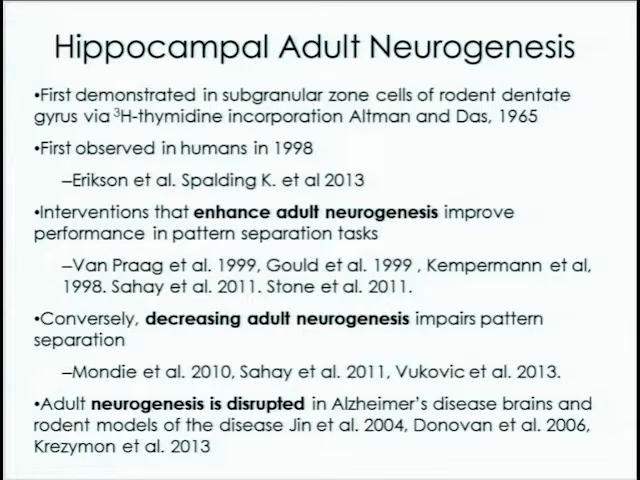 Hippocampal Adult Neurogenesis
•First demonstrated in subgranular zone cells of rodent dentate
gyrus via ³H-thymidine incorporation Altman and Das, 1965
•First observed in humans in 1998
–Erikson et al. Spalding K. et al 2013
•Interventions that enhance adult neurogenesis improve
performance in pattern separation tasks
–Van Praag et al. 1999, Gould et al. 1999 , Kempermann et al,
1998. Sahay et al. 2011. Stone et al. 2011.
•Conversely, decreasing adult neurogenesis impairs pattern
separation
–Mondie et al. 2010, Sahay et al. 2011, Vukovic et al. 2013.
•Adult neurogenesis is disrupted in Alzheimer's disease brains and
rodent models of the disease Jin et al. 2004, Donovan et al. 2006,
Krezymon et al. 2013